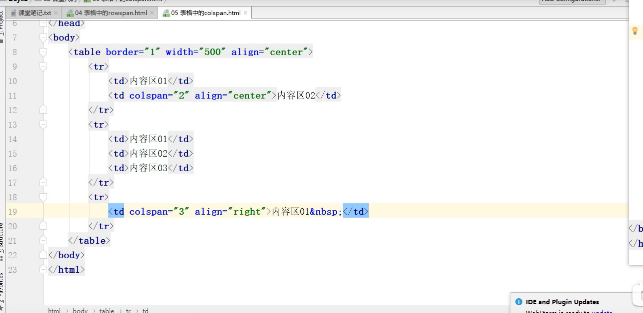 课堂笔记.txt 04 表格中的rowspan.html 05 表格中的colspan.html
6 </head>
7 <body>
8 <table border="1" width="500" align="center">
9 <tr>
10 <td>内容区01</td>
11 <td colspan="2" align="center">内容区02</td>
12 </tr>
13 <tr>
14 <td>内容区01</td>
15 <td>内容区02</td>
16 <td>内容区03</td>
17 </tr>
18 <tr>
19 <td colspan="3" align="right">内容区01&nbsp;</td>
20 </tr>
21 </table>
22 </body>
23 </html>
</b
</h
html body table tr td
IDE and Plugin Updates
WebStorm is ready to update.